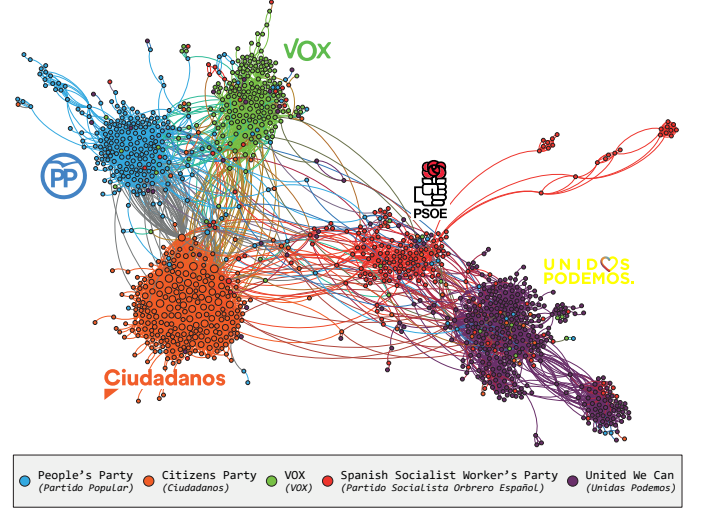 VOX
PP
PSOE
UNIDOS
PODEMOS.
Ciudadanos
People's Party
(Partido Popular)
Citizens Party
(Ciudadanos)
VOX
(VOX)
Spanish Socialist Worker's Party
(Partido Socialista Orbrero Español)
United We Can
(Unidas Podemos)